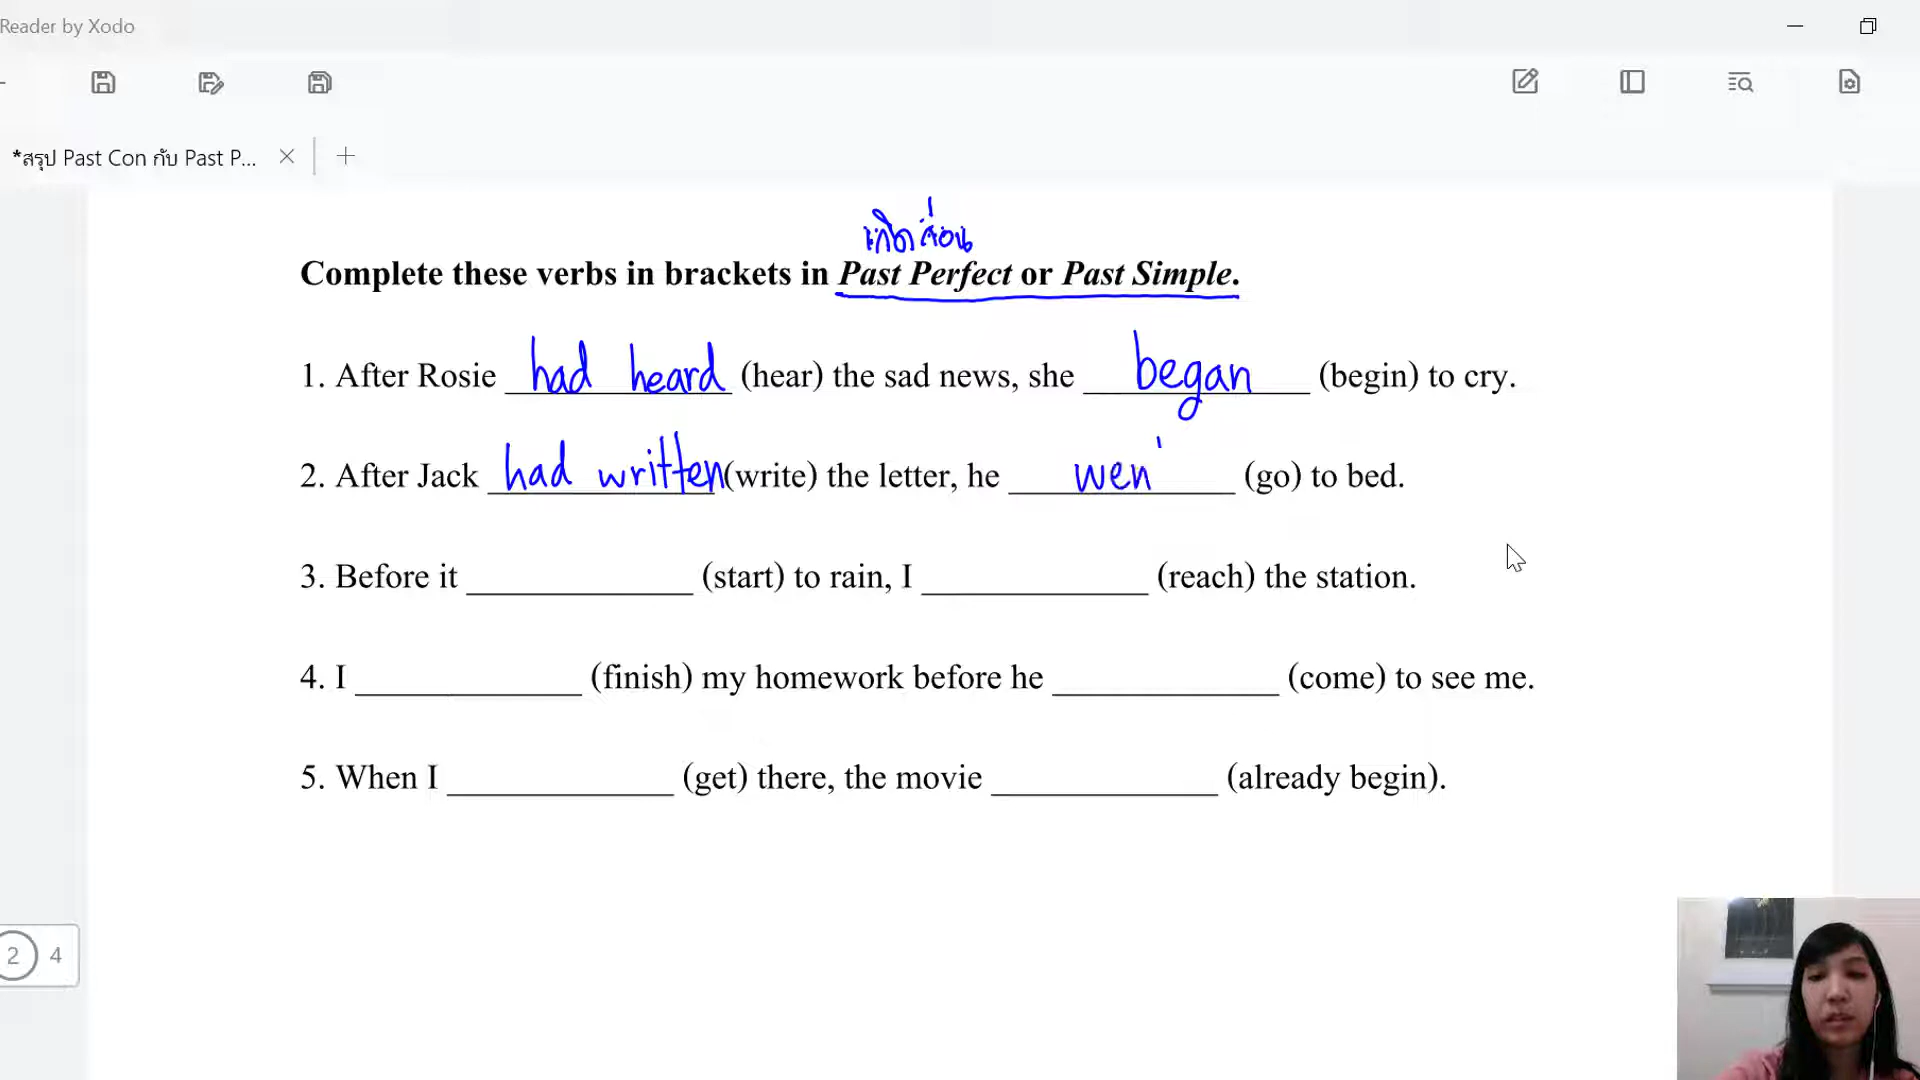 Reader by Xodo
*สรุป Past Con กับ Past P...
เกิดก่อน
Complete these verbs in brackets in Past Perfect or Past Simple.
1. After Rosie had heard (hear) the sad news, she began (begin) to cry.
2. After Jack had written (write) the letter, he wen' (go) to bed.
3. Before it ____________ (start) to rain, I ____________ (reach) the station.
4. I ____________ (finish) my homework before he ____________ (come) to see me.
5. When I ____________ (get) there, the movie ____________ (already begin).
2 4